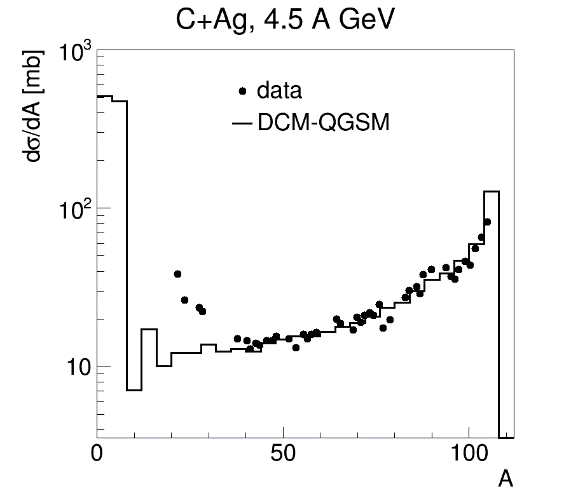 C+Ag, 4.5 A GeV
dσ/dA [mb]
10³
10²
10
data
DCM-QGSM
0
50
100
A